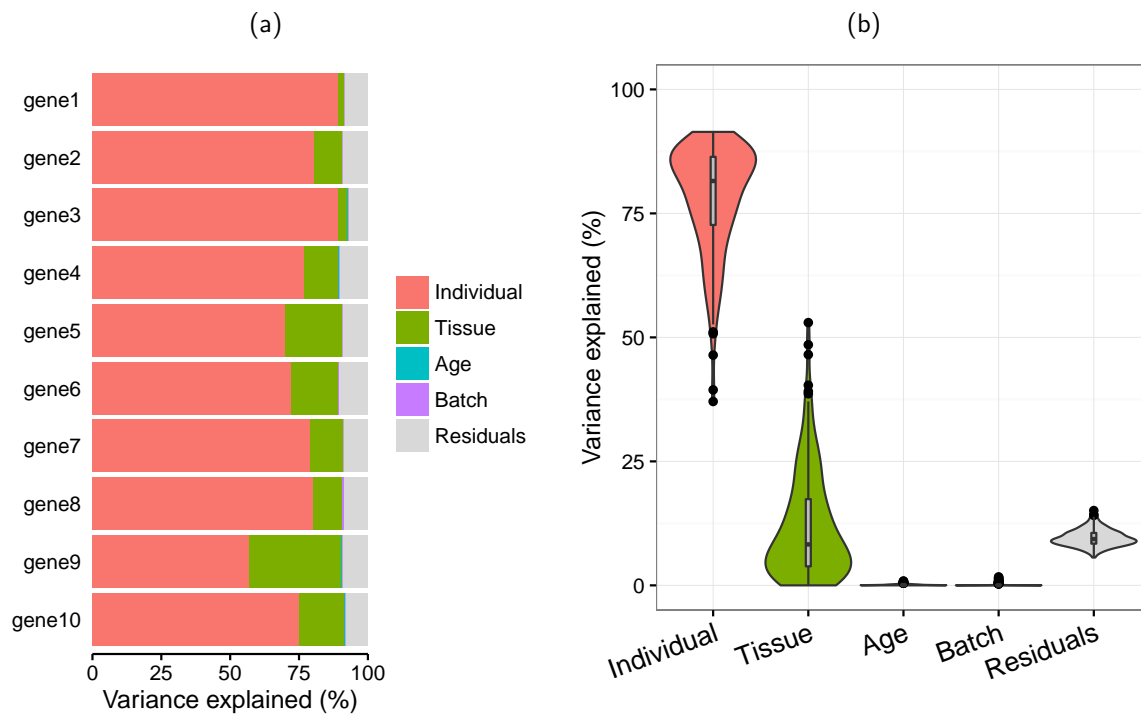 (a)
gene1
gene2
gene3
gene4
gene5
gene6
gene7
gene8
gene9
gene10
0 25 50 75 100
Variance explained (%)
Individual
Tissue
Age
Batch
Residuals
(b)
Variance explained (%)
100
75
50
25
0
Individual
Tissue
Age
Batch
Residuals